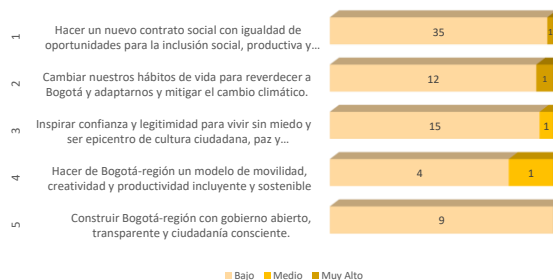 1
Hacer un nuevo contrato social con igualdad de
oportunidades para la inclusión social, productiva y…
35
1
2
Cambiar nuestros hábitos de vida para reverdecer a
Bogotá y adaptarnos y mitigar el cambio climático.
12
1
3
Inspirar confianza y legitimidad para vivir sin miedo y
ser epicentro de cultura ciudadana, paz y…
15
1
4
Hacer de Bogotá-región un modelo de movilidad,
creatividad y productividad incluyente y sostenible
4
1
5
Construir Bogotá-región con gobierno abierto,
transparente y ciudadanía consciente.
9
Bajo Medio Muy Alto